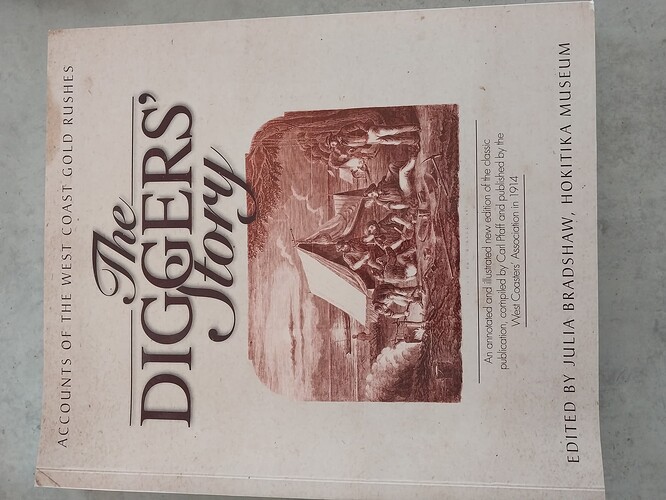 ACCOUNTS OF THE WEST COAST GOLD RUSHES
The
DIGGERS'
Story
An annotated and illustrated new edition of the classic
publication, compiled by Carl Pfaff and published by the
West Coasters' Association in 1914
EDITED BY JULIA BRADSHAW, HOKITIKA MUSEUM